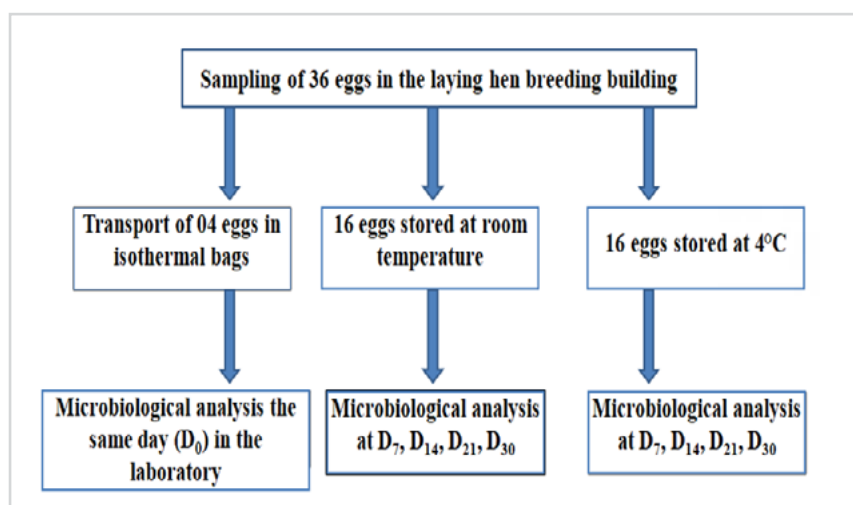 Sampling of 36 eggs in the laying hen breeding building
Transport of 04 eggs in
isothermal bags
16 eggs stored at room
temperature
16 eggs stored at 4°C
Microbiological analysis the
same day (D₀) in the
laboratory
Microbiological analysis
at D₇, D₁₄, D₂₁, D₃₀
Microbiological analysis
at D₇, D₁₄, D₂₁, D₃₀